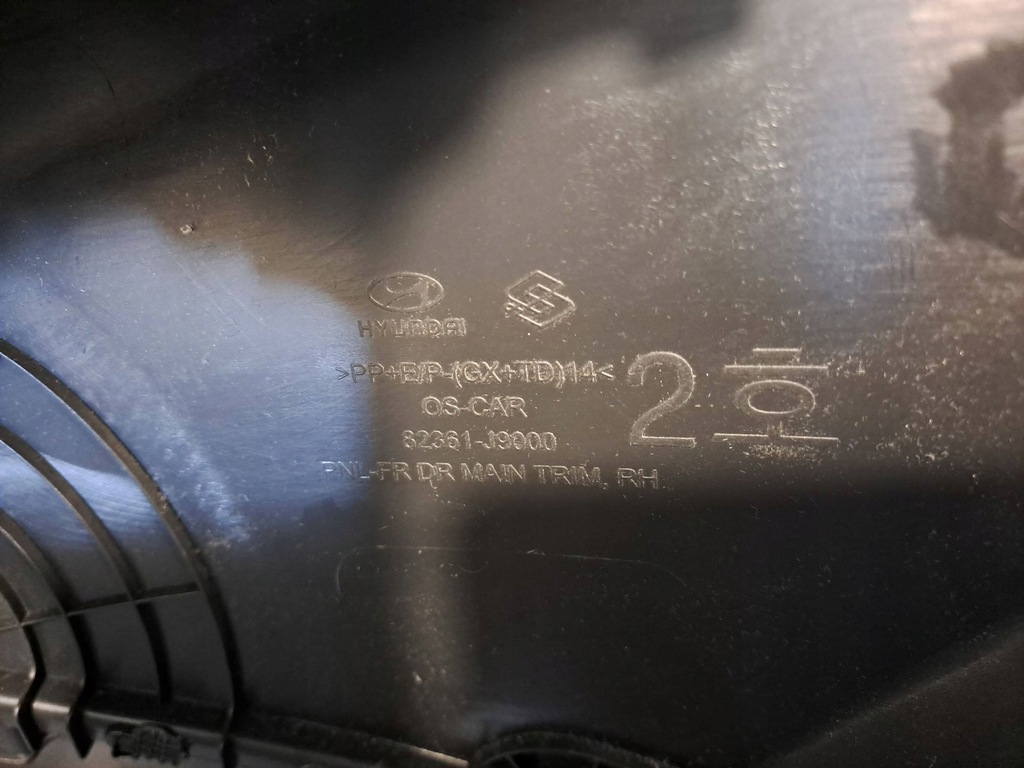 HYUNDAI
>PP+E/P-(GX+TD)14<
OS-CAR
82361-J9000
PNL-FR DR MAIN TRIM, RH
2호